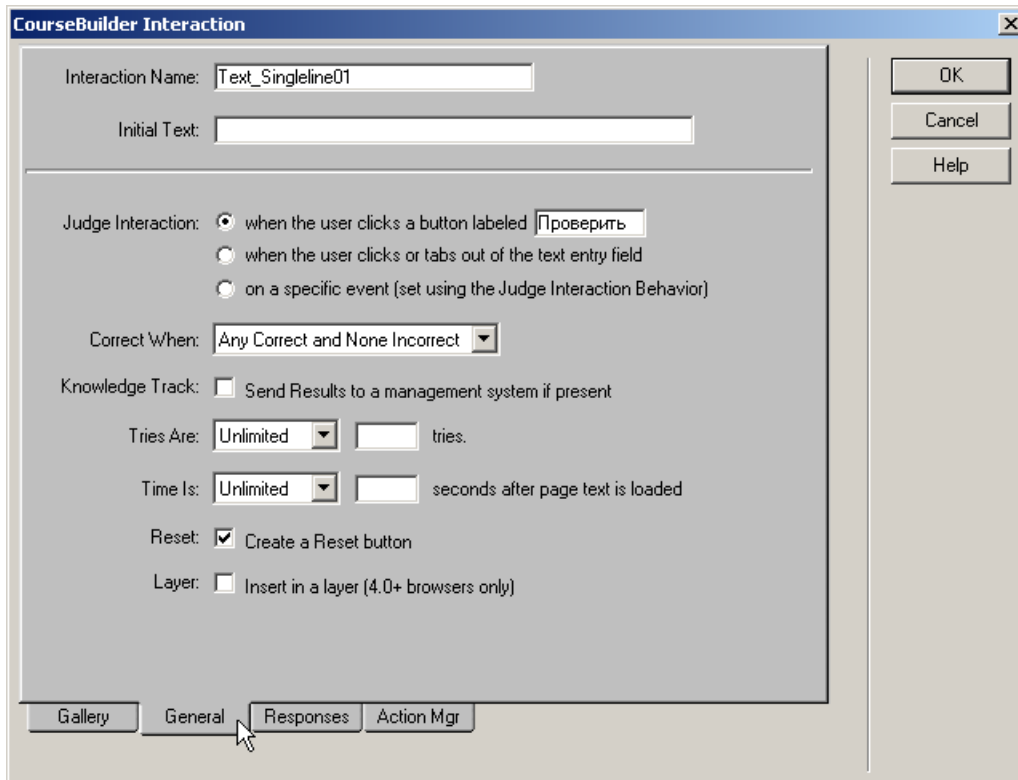 CourseBuilder Interaction
Interaction Name: Text_Singleline01
OK
Initial Text:
Cancel
Help
Judge Interaction: when the user clicks a button labeled Проверить
when the user clicks or tabs out of the text entry field
on a specific event (set using the Judge Interaction Behavior)
Correct When: Any Correct and None Incorrect
Knowledge Track: Send Results to a management system if present
Tries Are: Unlimited tries.
Time Is: Unlimited seconds after page text is loaded
Reset: Create a Reset button
Layer: Insert in a layer (4.0+ browsers only)
Gallery General Responses Action Mgr